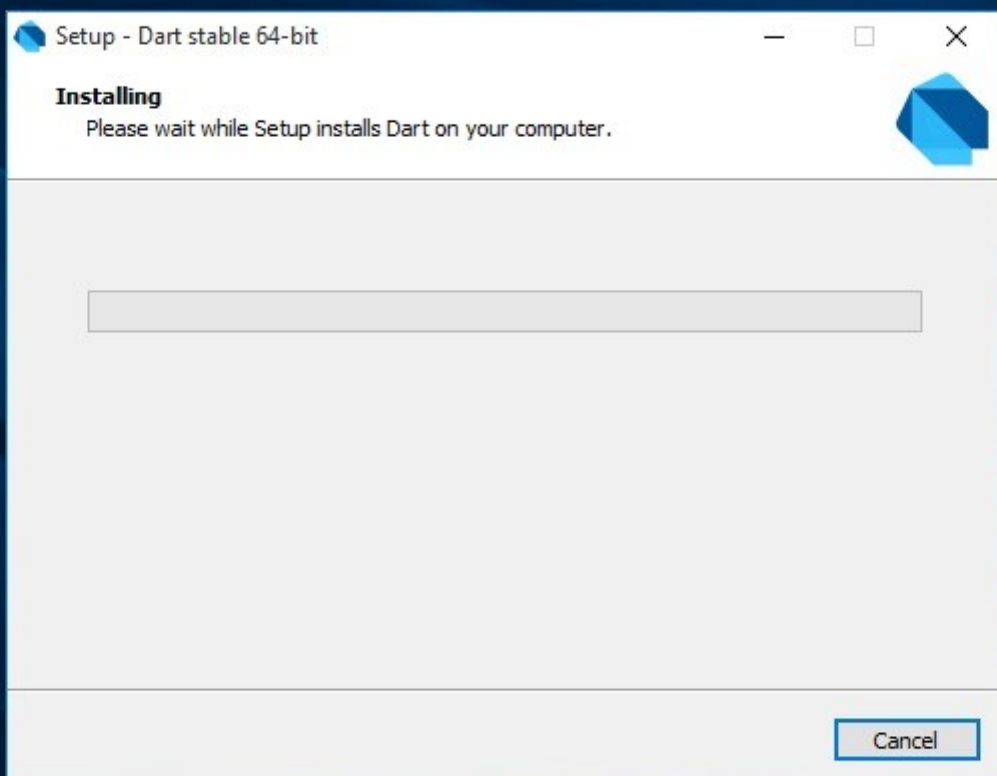 Setup - Dart stable 64-bit
Installing
Please wait while Setup installs Dart on your computer.
Cancel